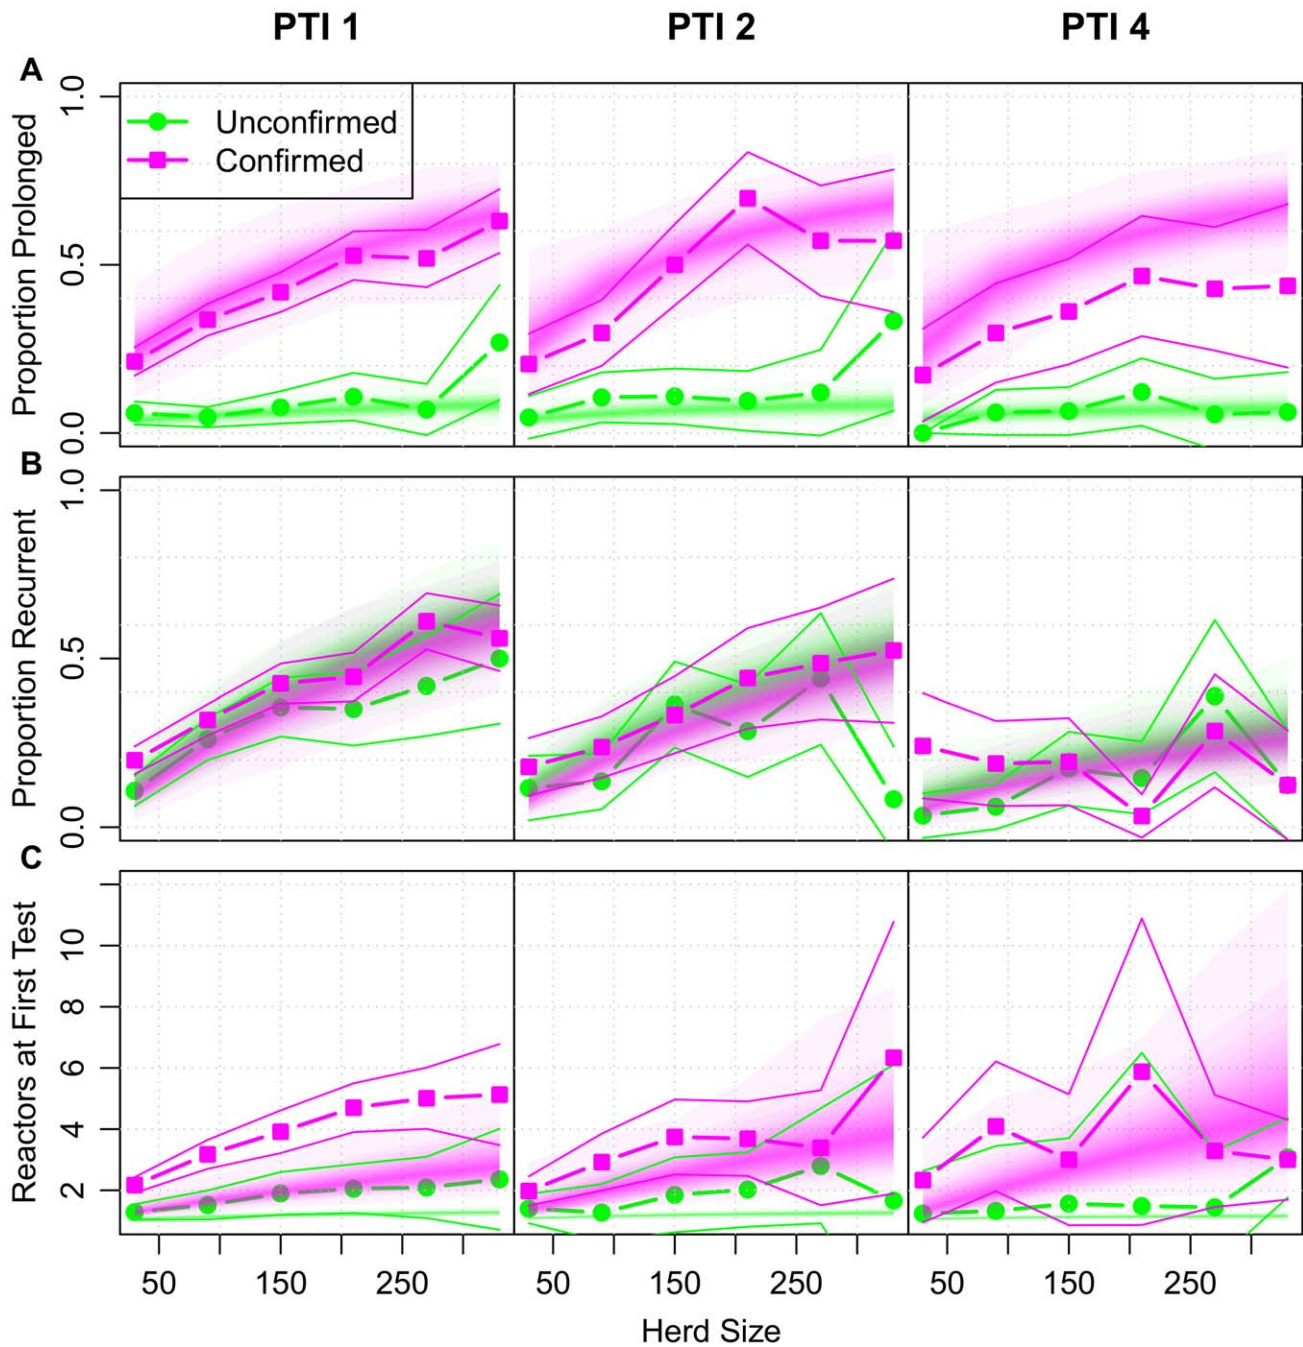 PTI 1 PTI 2 PTI 4
A
Proportion Prolonged
1.0
0.5
0.0
Unconfirmed
Confirmed
B
Proportion Recurrent
1.0
0.5
0.0
C
Reactors at First Test
10
8
6
4
2
50 150 250 50 150 250 50 150 250
Herd Size